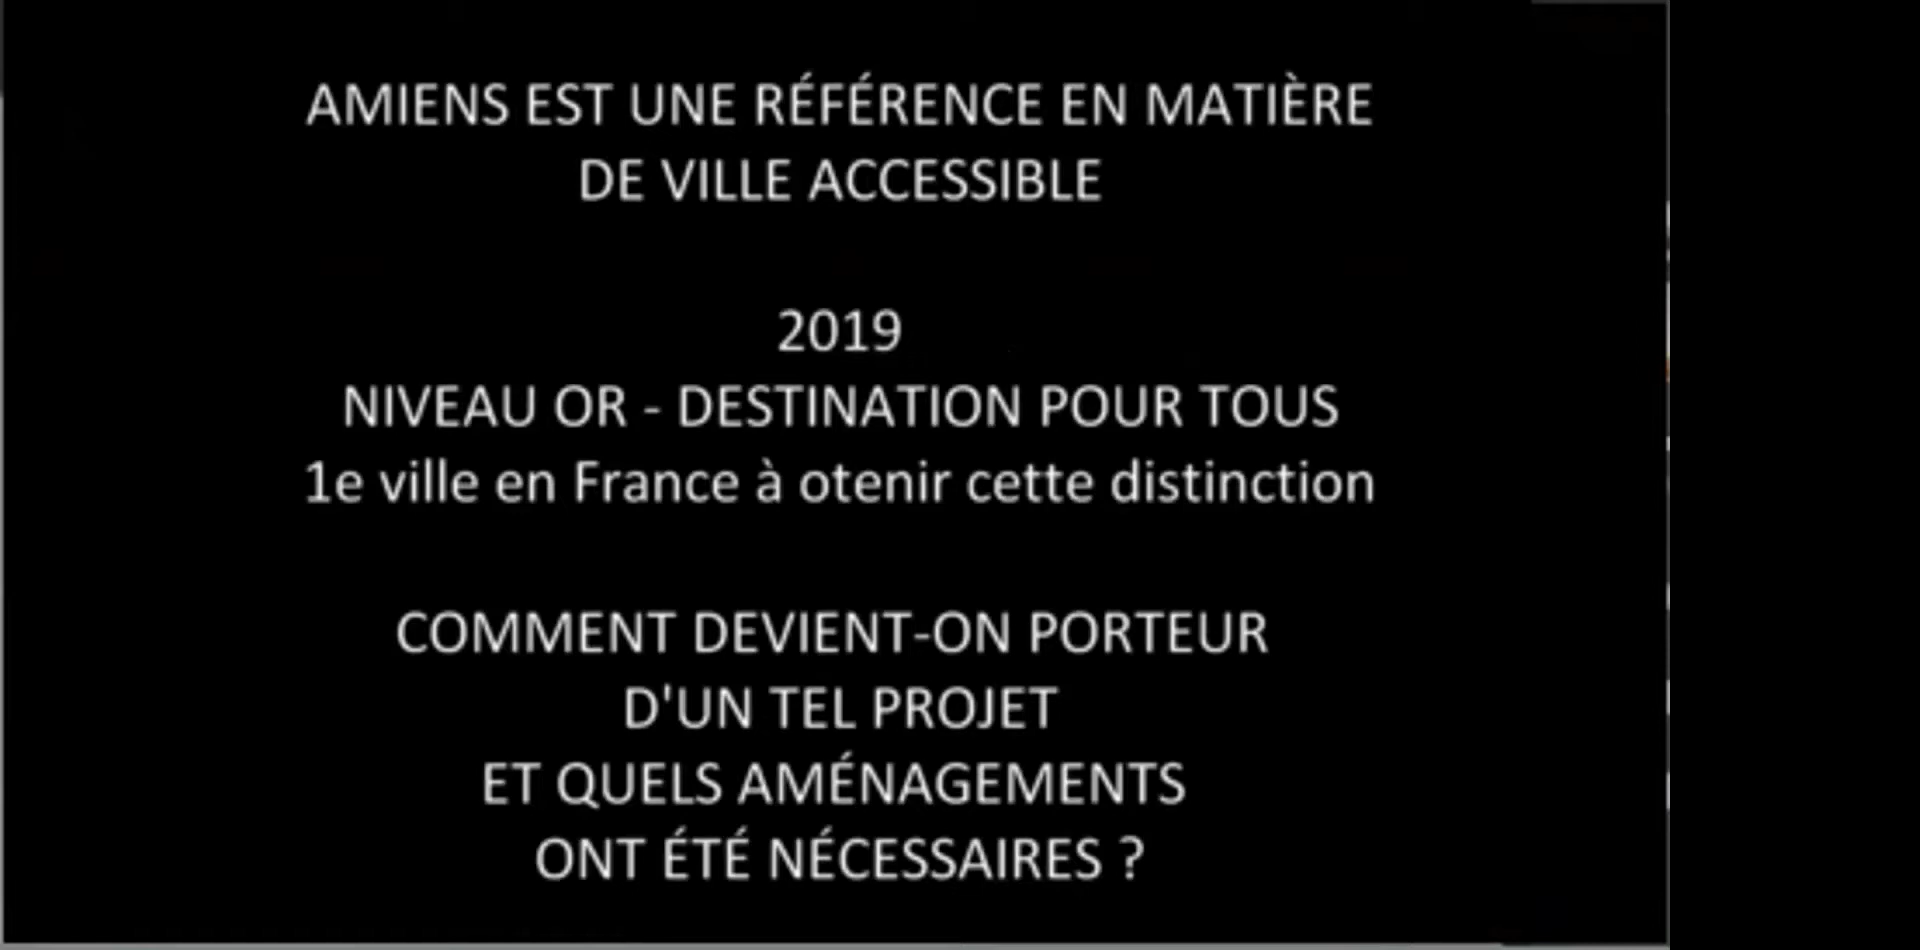 AMIENS EST UNE RÉFÉRENCE EN MATIÈRE
DE VILLE ACCESSIBLE
2019
NIVEAU OR - DESTINATION POUR TOUS
1e ville en France à otenir cette distinction
COMMENT DEVIENT-ON PORTEUR
D'UN TEL PROJET
ET QUELS AMÉNAGEMENTS
ONT ÉTÉ NÉCESSAIRES ?